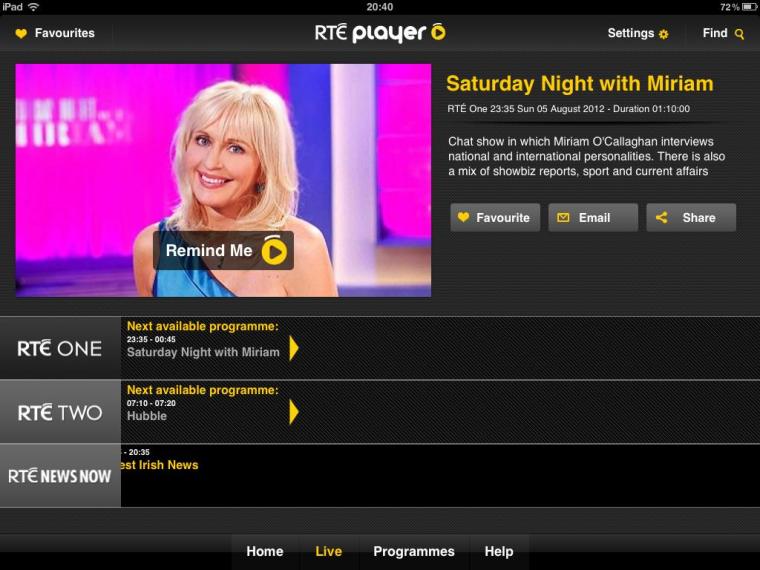 iPad
20:40
72%
Favourites
RTÉ player
Settings
Find
Saturday Night with Miriam
RTÉ One 23:35 Sun 05 August 2012 - Duration 01:10:00
Chat show in which Miriam O'Callaghan interviews
national and international personalities. There is also
a mix of showbiz reports, sport and current affairs
Favourite
Email
Share
Remind Me
RTÉ ONE
Next available programme:
23:35 - 00:45
Saturday Night with Miriam
RTÉ TWO
Next available programme:
07:10 - 07:20
Hubble
RTÉ NEWS NOW
- 20:35
est Irish News
Home
Live
Programmes
Help